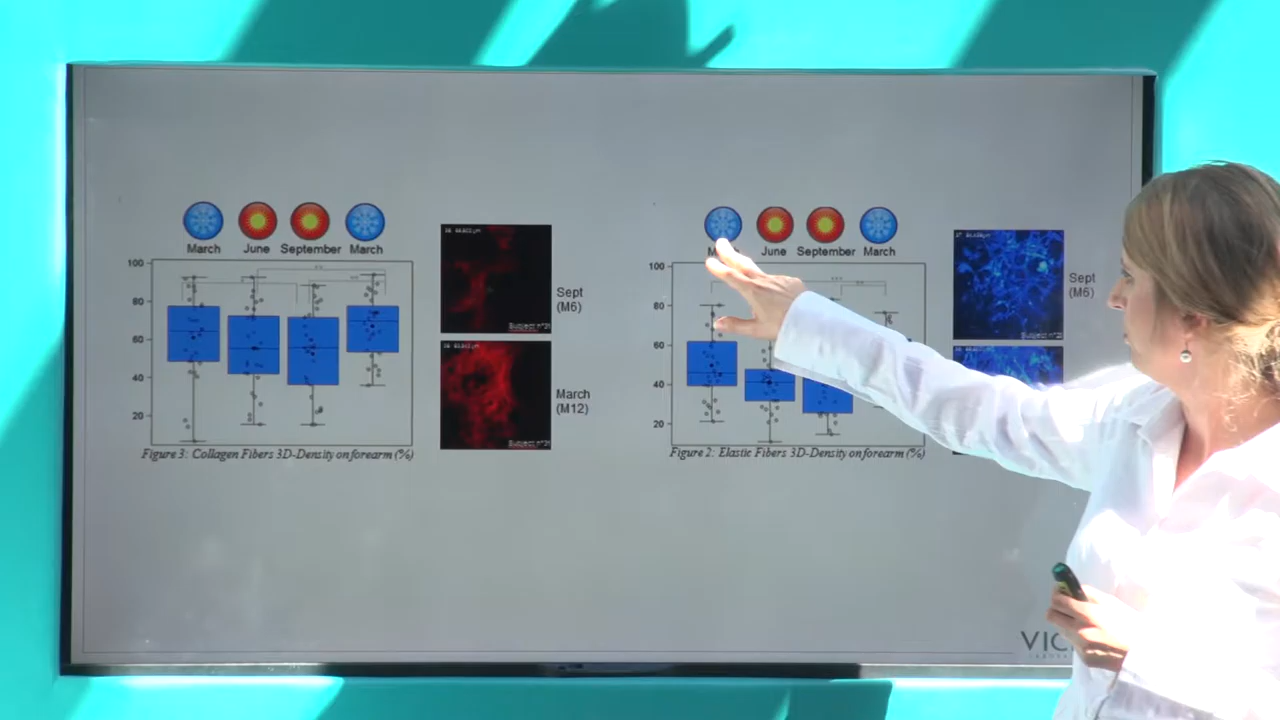 March June September March
100
80
60
40
20
Figure 3: Collagen Fibers 3D-Density on forearm (%)
Sept
(M6)
March
(M12)
March June September March
100
80
60
40
20
Figure 2: Elastic Fibers 3D-Density on forearm (%)
Sept
(M6)
VIC